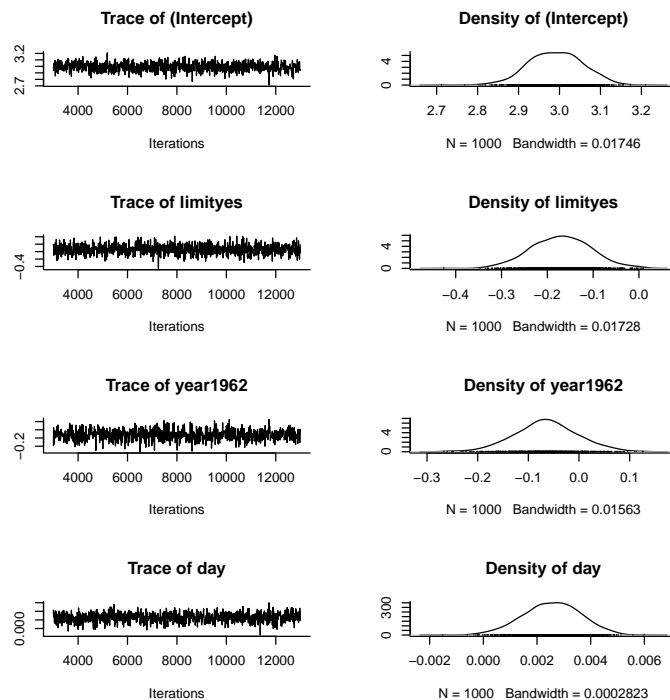 Trace of (Intercept)
3.2
2.7
4000 6000 8000 10000 12000
Iterations
Density of (Intercept)
4
0
2.7 2.8 2.9 3.0 3.1 3.2
N = 1000 Bandwidth = 0.01746
Trace of limityes
−0.4
4000 6000 8000 10000 12000
Iterations
Density of limityes
4
0
−0.4 −0.3 −0.2 −0.1 0.0
N = 1000 Bandwidth = 0.01728
Trace of year1962
−0.2
4000 6000 8000 10000 12000
Iterations
Density of year1962
4
0
−0.3 −0.2 −0.1 0.0 0.1
N = 1000 Bandwidth = 0.01563
Trace of day
0.000
4000 6000 8000 10000 12000
Iterations
Density of day
300
0
−0.002 0.000 0.002 0.004 0.006
N = 1000 Bandwidth = 0.0002823